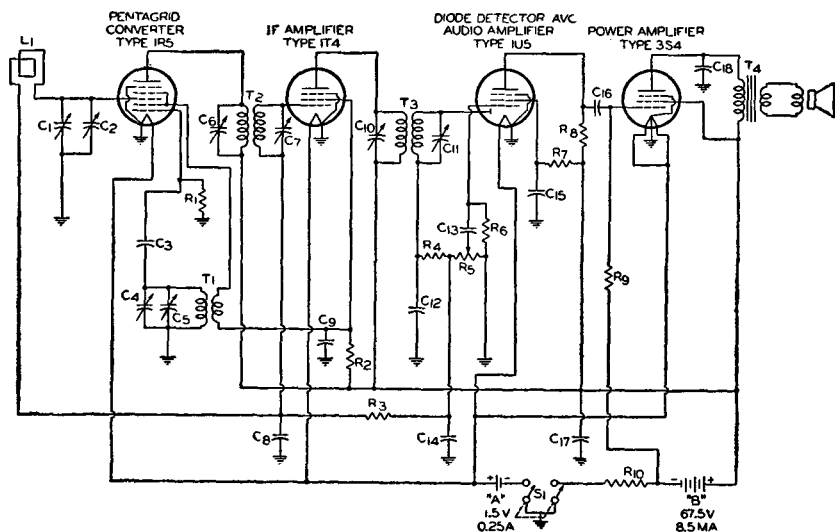 PENTAGRID
CONVERTER
TYPE 1R5
IF AMPLIFIER
TYPE 1T4
DIODE DETECTOR AVC
AUDIO AMPLIFIER
TYPE 1U5
POWER AMPLIFIER
TYPE 3S4
L1
C1
C2
C6
T2
C7
C10
T3
C11
C16
R8
R7
C15
C18
T4
R1
C3
C4
C5
T1
C9
R2
R4
C12
C13
R5
R6
R9
R3
C8
C14
C17
R10
"A"
1.5V
0.25A
S1
"B"
67.5V
8.5MA
+
-
-
+